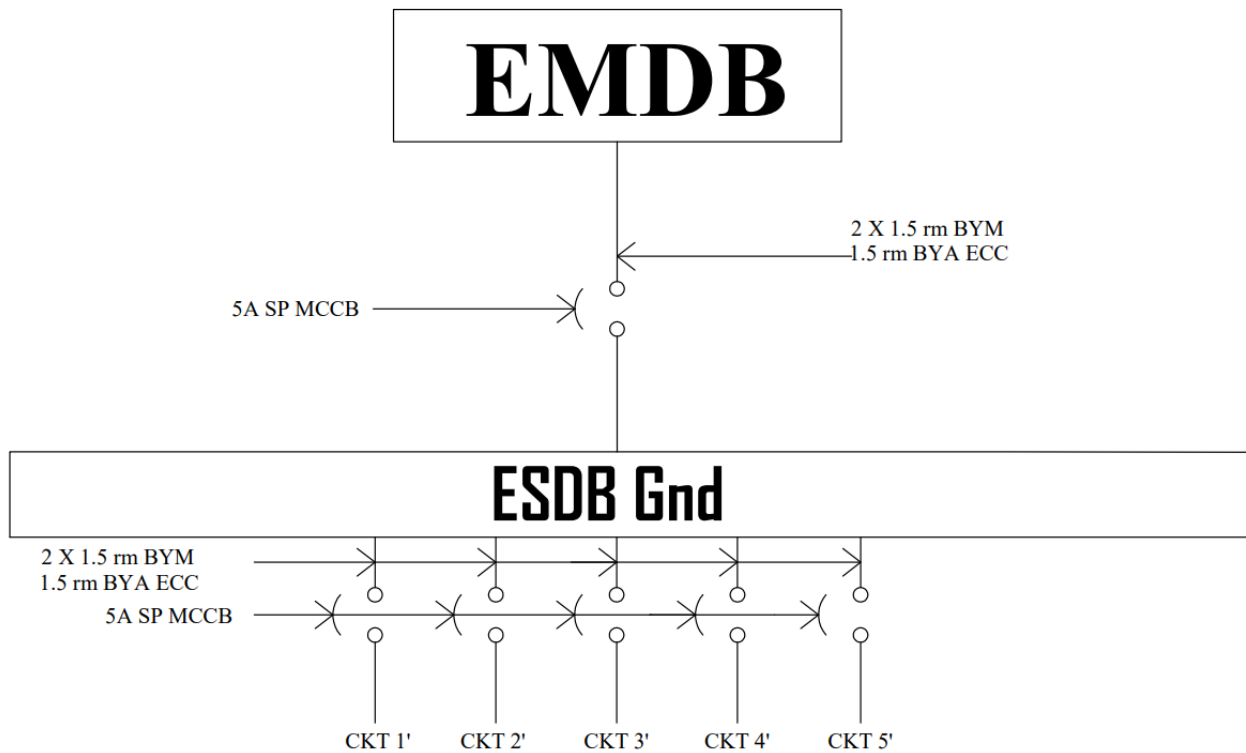 EMDB
2 X 1.5 rm BYM
1.5 rm BYA ECC
5A SP MCCB
ESDB Gnd
2 X 1.5 rm BYM
1.5 rm BYA ECC
5A SP MCCB
CKT 1' CKT 2' CKT 3' CKT 4' CKT 5'